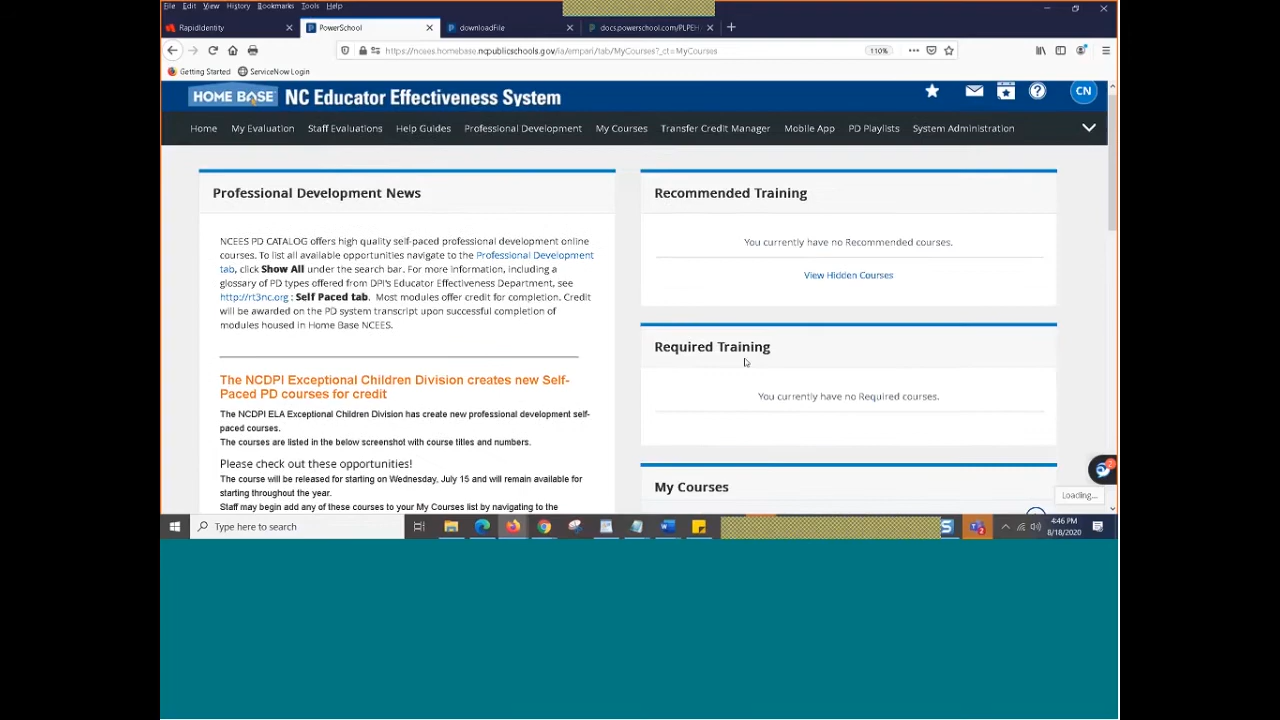 File Edit View History Bookmarks Tools Help
RapidIdentity PowerSchool downloadFile docs.powerschool.com/PLPEH
https://ncees.homebase.ncpublicschools.gov/ia/empari/tab/MyCourses?_ct=MyCourses 110%
Getting Started ServiceNow Login
HOME BASE NC Educator Effectiveness System CN
Home My Evaluation Staff Evaluations Help Guides Professional Development My Courses Transfer Credit Manager Mobile App PD Playlists System Administration
Professional Development News
NCEES PD CATALOG offers high quality self-paced professional development online
courses. To list all available opportunities navigate to the Professional Development
tab, click Show All under the search bar. For more information, including a
glossary of PD types offered from DPI's Educator Effectiveness Department, see
http://rt3nc.org : Self Paced tab. Most modules offer credit for completion. Credit
will be awarded on the PD system transcript upon successful completion of
modules housed in Home Base NCEES.
The NCDPI Exceptional Children Division creates new Self-
Paced PD courses for credit
The NCDPI ELA Exceptional Children Division has create new professional development self-
paced courses.
The courses are listed in the below screenshot with course titles and numbers.
Please check out these opportunities!
The course will be released for starting on Wednesday, July 15 and will remain available for
starting throughout the year.
Staff may begin add any of these courses to your My Courses list by navigating to the
Recommended Training
You currently have no Recommended courses.
View Hidden Courses
Required Training
You currently have no Required courses.
My Courses
2
Loading...
Type here to search
4:46 PM
8/18/2020